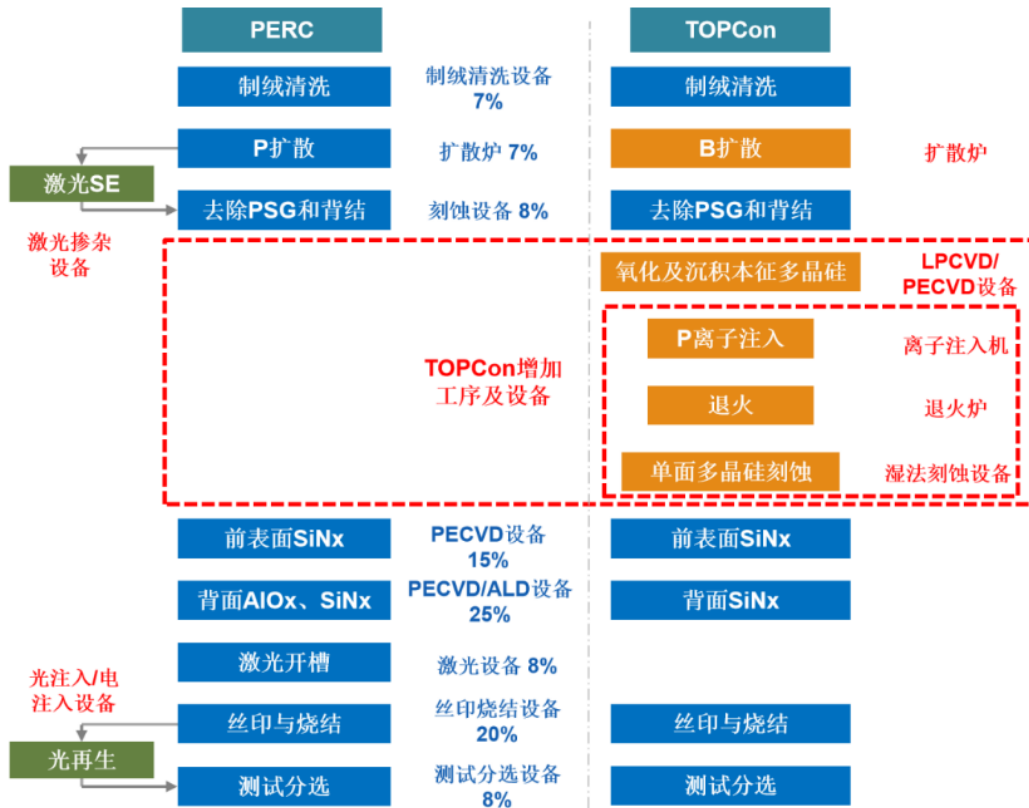 PERC
TOPCon
制绒清洗
制绒清洗设备
7%
制绒清洗
P扩散
扩散炉 7%
B扩散
扩散炉
激光SE
去除PSG和背结
刻蚀设备 8%
去除PSG和背结
激光掺杂
设备
氧化及沉积本征多晶硅
LPCVD/
PECVD设备
TOPCon增加
工序及设备
P离子注入
离子注入机
退火
退火炉
单面多晶硅刻蚀
湿法刻蚀设备
前表面SiNx
PECVD设备
15%
前表面SiNx
背面AlOx、SiNx
PECVD/ALD设备
25%
背面SiNx
激光开槽
激光设备 8%
光注入/电
注入设备
丝印与烧结
丝印烧结设备
20%
丝印与烧结
光再生
测试分选
测试分选设备
8%
测试分选